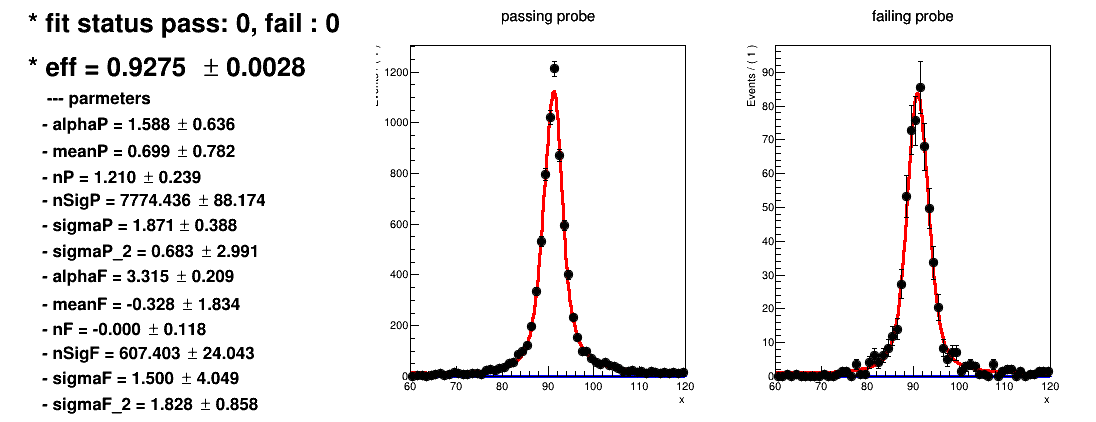 * fit status pass: 0, fail : 0
* eff = 0.9275 ± 0.0028
--- parmeters
- alphaP = 1.588 ± 0.636
- meanP = 0.699 ± 0.782
- nP = 1.210 ± 0.239
- nSigP = 7774.436 ± 88.174
- sigmaP = 1.871 ± 0.388
- sigmaP_2 = 0.683 ± 2.991
- alphaF = 3.315 ± 0.209
- meanF = -0.328 ± 1.834
- nF = -0.000 ± 0.118
- nSigF = 607.403 ± 24.043
- sigmaF = 1.500 ± 4.049
- sigmaF_2 = 1.828 ± 0.858
passing probe
1200
1000
800
600
400
200
0
60 70 80 90 100 110 120
x
failing probe
Events / ( 1 )
90
80
70
60
50
40
30
20
10
0
60 70 80 90 100 110 120
x